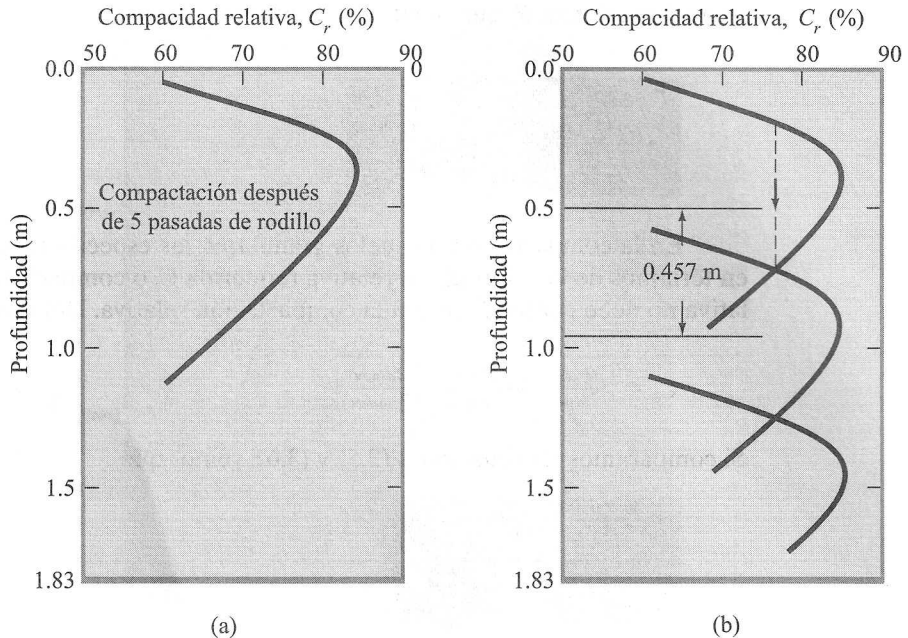 Compacidad relativa, Cr (%)
50 60 70 80 90
0.0
0.5
1.0
1.5
1.83
Profundidad (m)
Compactación después
de 5 pasadas de rodillo
(a)
Compacidad relativa, Cr (%)
50 60 70 80 90
0
0.0
0.5
1.0
1.5
1.83
Profundidad (m)
0.457 m
(b)